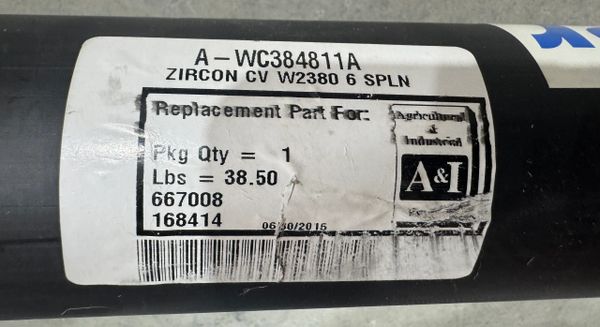 A-WC384811A
ZIRCON CV W2380 6 SPLN
Replacement Part For:
Agricultural
&
Industrial
A&I
Pkg Qty = 1
Lbs = 38.50
667008
168414
06/30/2015